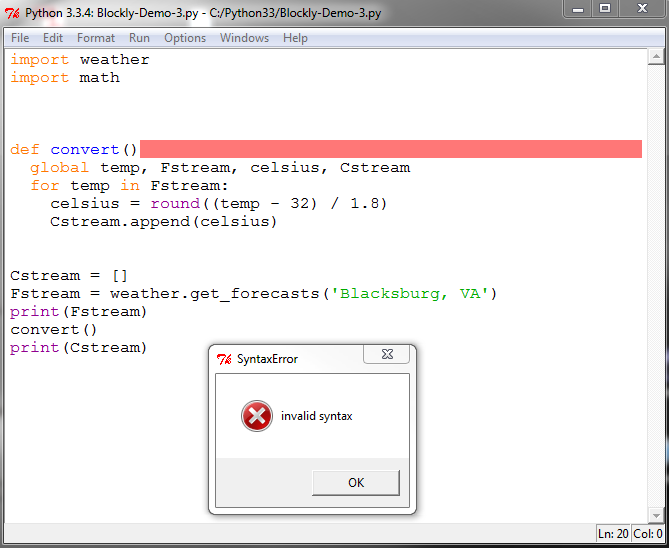 Python 3.3.4: Blockly-Demo-3.py - C:/Python33/Blockly-Demo-3.py
File Edit Format Run Options Windows Help
import weather
import math
def convert()
  global temp, Fstream, celsius, Cstream
  for temp in Fstream:
    celsius = round((temp - 32) / 1.8)
    Cstream.append(celsius)
Cstream = []
Fstream = weather.get_forecasts('Blacksburg, VA')
print(Fstream)
convert()
print(Cstream)
SyntaxError
invalid syntax
OK
Ln: 20 Col: 0